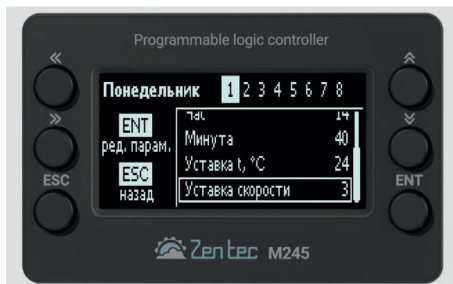 Programmable logic controller
«
»
ESC
Понедельник 1 2 3 4 5 6 7 8
ENT
ред. парам.
ESC
назад
Час 14
Минута 40
Уставка t, °C 24
Уставка скорости 3
ENT
Zentec M245